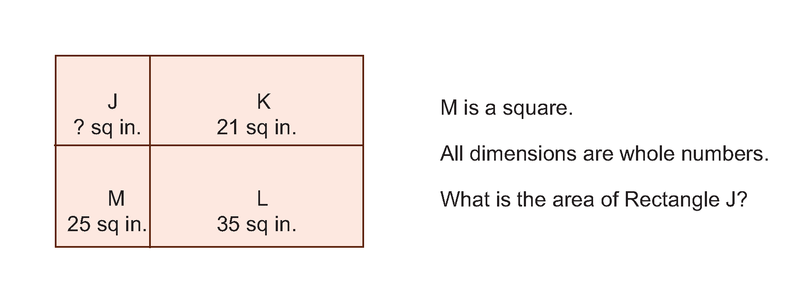 J
? sq in.
K
21 sq in.
M
25 sq in.
L
35 sq in.
M is a square.
All dimensions are whole numbers.
What is the area of Rectangle J?